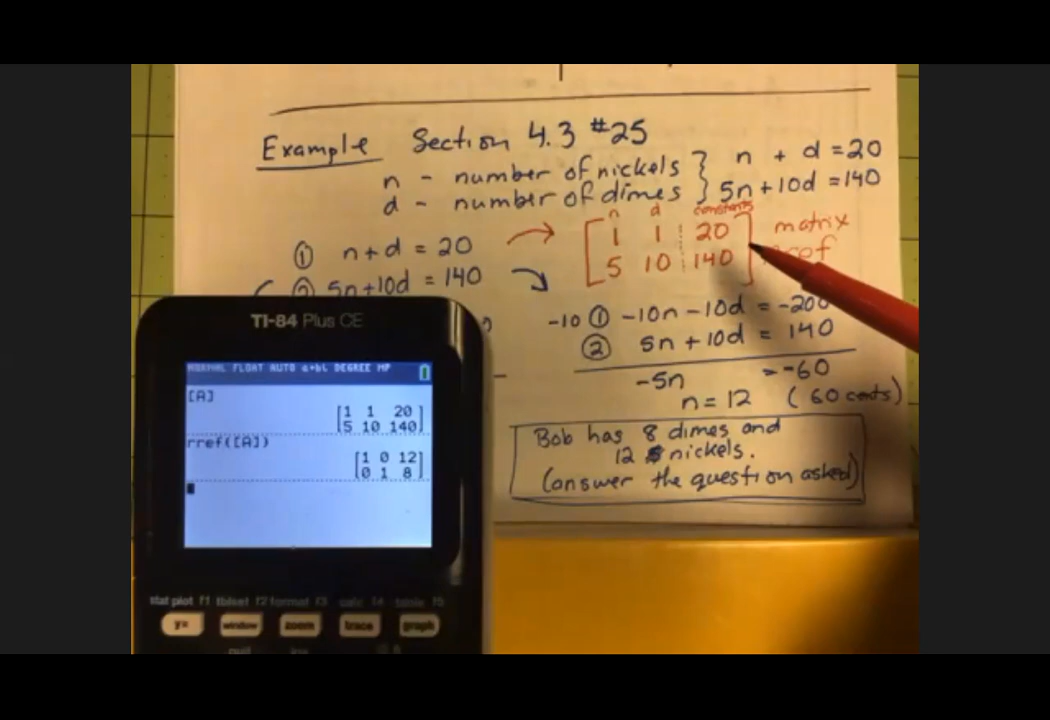 Example Section 4.3 #25
n - number of nickels } n + d = 20
d - number of dimes } 5n + 10d = 140
n d constants
[ 1 1 20 ] matrix
[ 5 10 140 ]
① n + d = 20
5n + 10d = 140
-10 ① -10n - 10d = -200
② 5n + 10d = 140
-5n = -60
n = 12 (60 cents)
Bob has 8 dimes and
12 nickels.
(answer the question asked)
TI-84 Plus CE
NORMAL FLOAT AUTO a+bi DEGREE MP
[A]
[1 1 20]
[5 10 140]
rref([A])
[1 0 12]
[0 1 8]
stat plot f1 tblset f2 format f3 calc f4 table f5
y= window zoom trace graph
quit ins